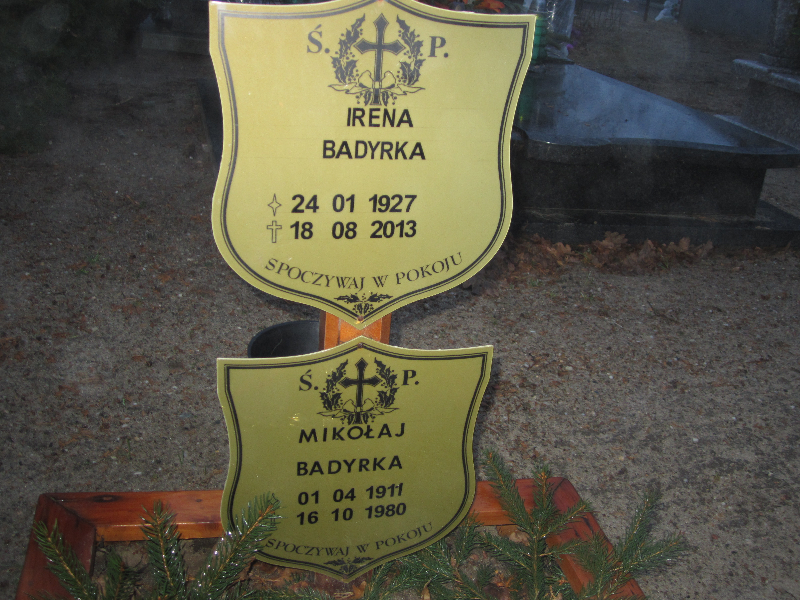 Ś. P.
IRENA
BADYRKA
24 01 1927
18 08 2013
SPOCZYWAJ W POKOJU
Ś. P.
MIKOŁAJ
BADYRKA
01 04 1911
16 10 1980
SPOCZYWAJ W POKOJU